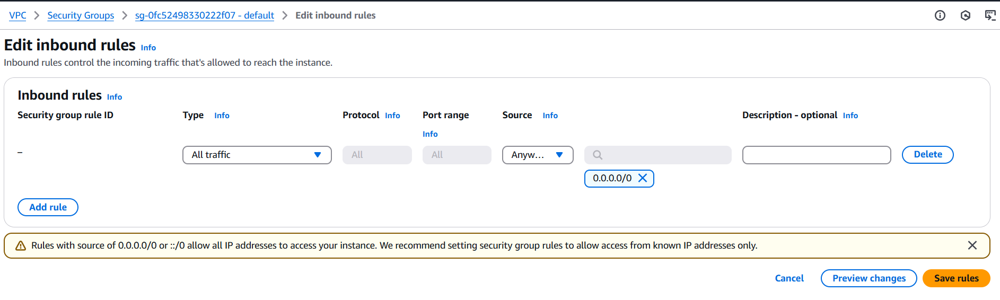 VPC > Security Groups > sg-0fc52498330222f07 - default > Edit inbound rules
Edit inbound rules Info
Inbound rules control the incoming traffic that's allowed to reach the instance.
Inbound rules Info
Security group rule ID Type Info Protocol Info Port range Source Info Description - optional Info
Info
– All traffic All All Anyw... Delete
0.0.0.0/0
Add rule
Rules with source of 0.0.0.0/0 or ::/0 allow all IP addresses to access your instance. We recommend setting security group rules to allow access from known IP addresses only.
Cancel Preview changes Save rules